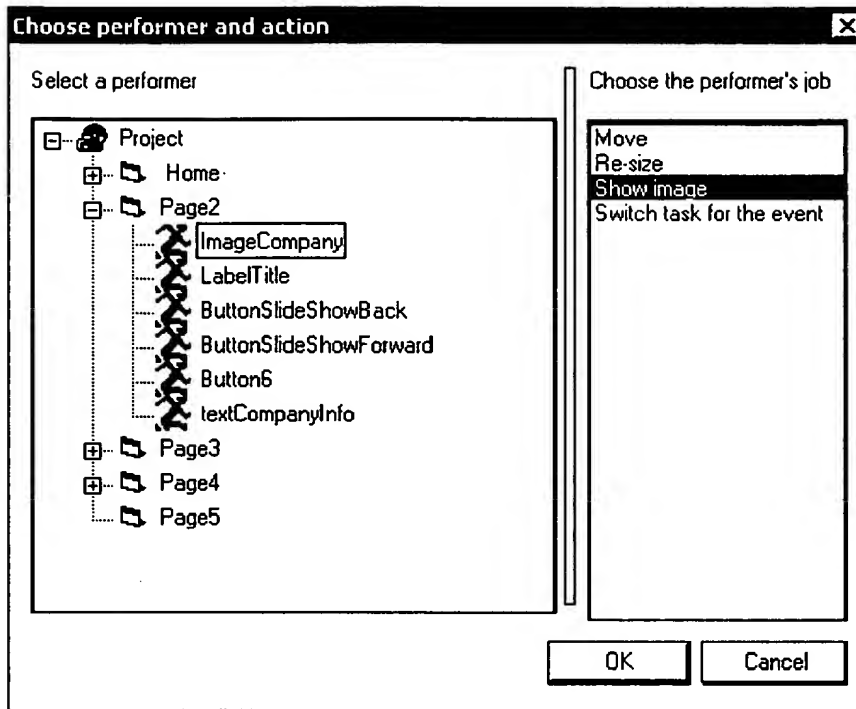 Choose performer and action
Select a performer
Project
Home
Page2
ImageCompany
LabelTitle
ButtonSlideShowBack
ButtonSlideShowForward
Button6
textCompanyInfo
Page3
Page4
Page5
Choose the performer's job
Move
Re-size
Show image
Switch task for the event
OK
Cancel